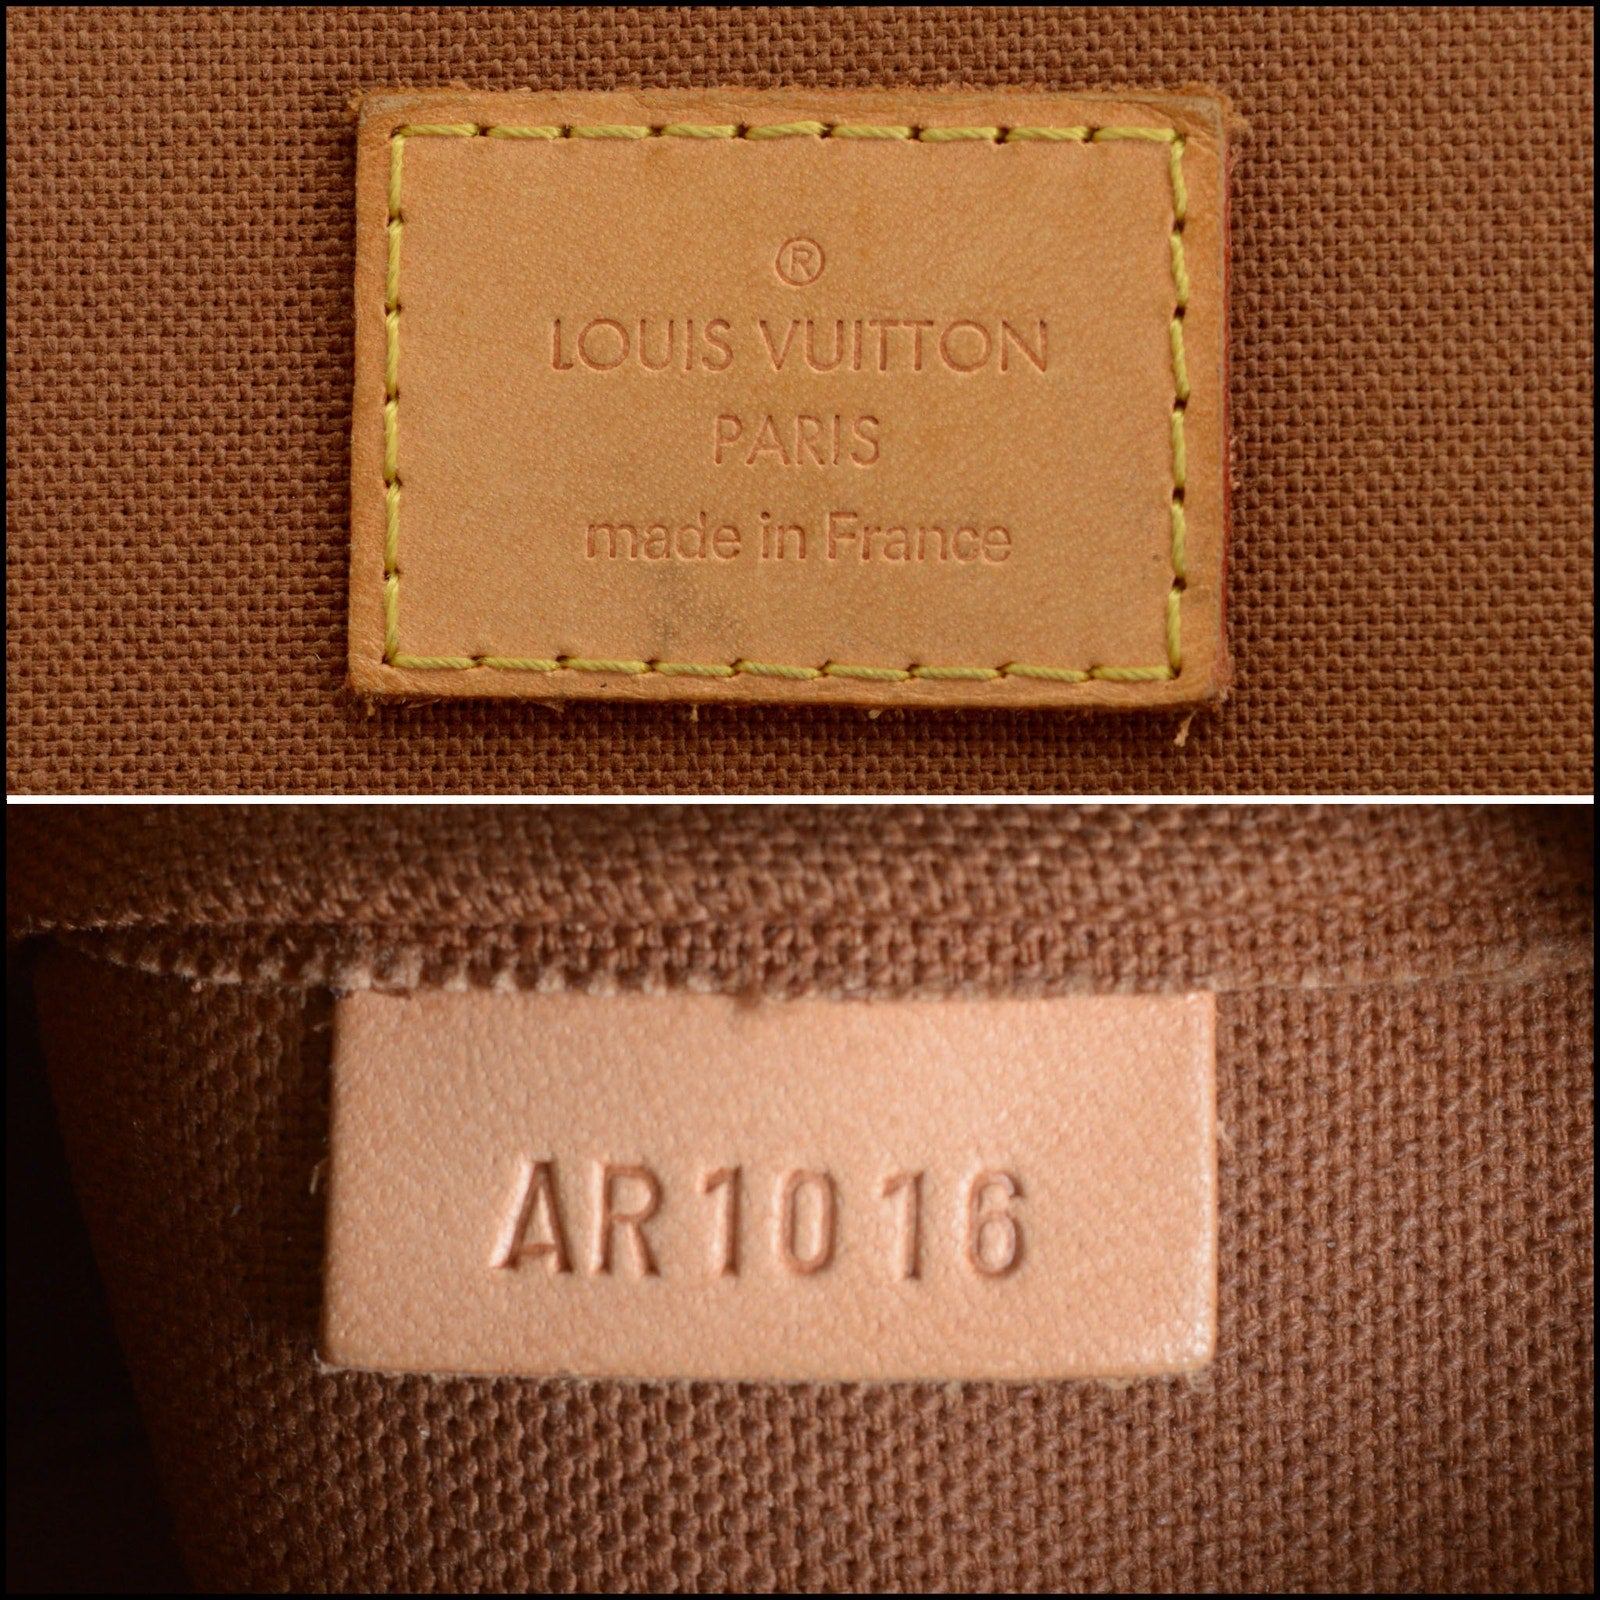 ®
LOUIS VUITTON
PARIS
made in France
AR1016